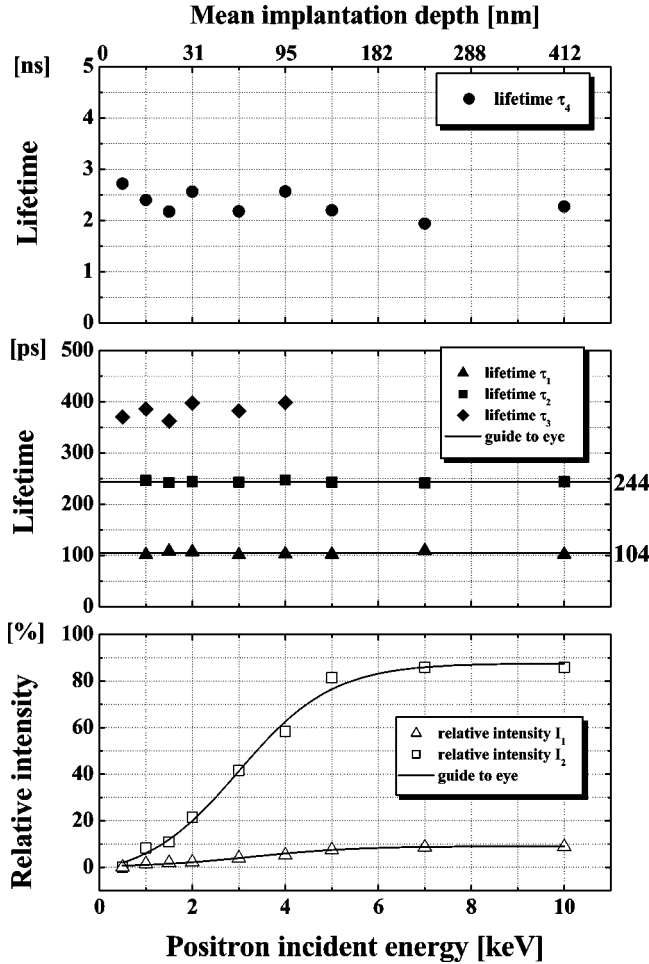 Mean implantation depth [nm]
0 31 95 182 288 412
[ns]
5
4
3
2
1
0
Lifetime
lifetime τ4
[ps]
500
400
300
200
100
0
Lifetime
lifetime τ1
lifetime τ2
lifetime τ3
guide to eye
244
104
[%]
100
80
60
40
20
0
Relative intensity
relative intensity I1
relative intensity I2
guide to eye
0 2 4 6 8 10
Positron incident energy [keV]